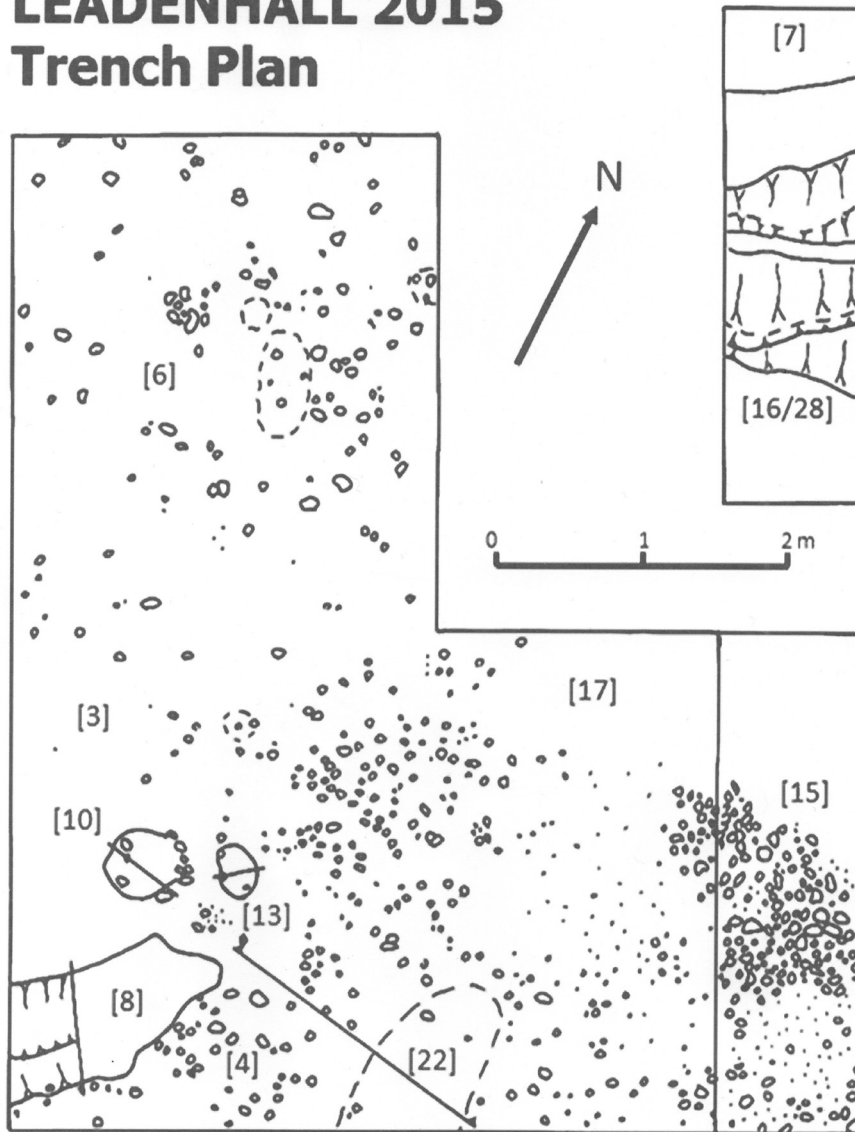 LEADENHALL 2015
Trench Plan
[7]
N
[6]
[16/28]
0 1 2 m
[17]
[3]
[15]
[10]
[13]
[8]
[4]
[22]